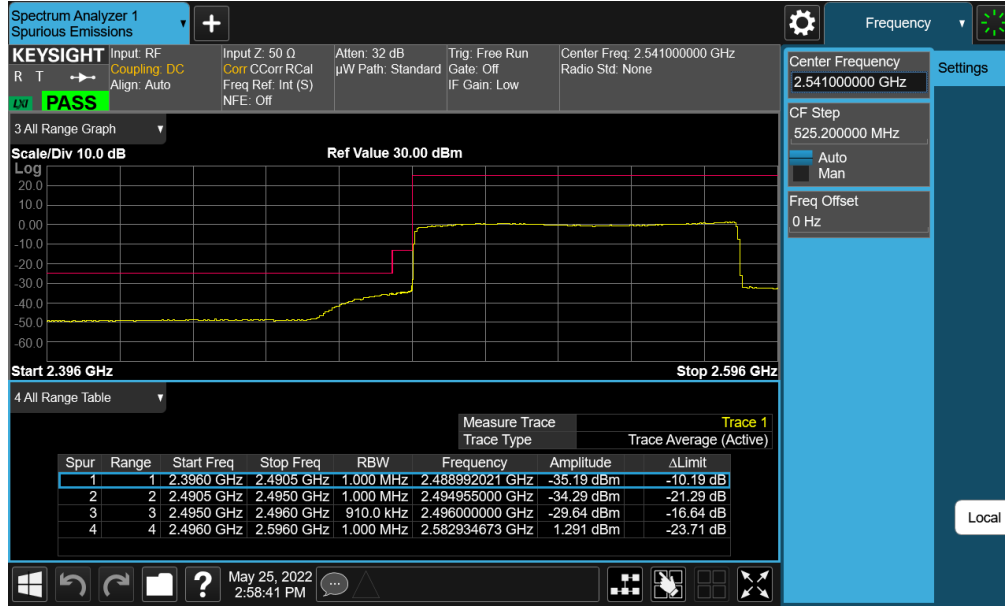 Spectrum Analyzer 1
Spurious Emissions
Frequency
KEYSIGHT
R T
LXI
PASS
Input: RF
Coupling: DC
Align: Auto
Input Z: 50 Ω
Corr CCorr RCal
Freq Ref: Int (S)
NFE: Off
Atten: 32 dB
µW Path: Standard
Trig: Free Run
Gate: Off
IF Gain: Low
Center Freq: 2.541000000 GHz
Radio Std: None
Center Frequency
2.541000000 GHz
Settings
CF Step
525.200000 MHz
Auto
Man
Freq Offset
0 Hz
3 All Range Graph
Scale/Div 10.0 dB
Ref Value 30.00 dBm
Log
20.0
10.0
0.00
-10.0
-20.0
-30.0
-40.0
-50.0
-60.0
Start 2.396 GHz
Stop 2.596 GHz
4 All Range Table
Measure Trace Trace 1
Trace Type Trace Average (Active)
Spur Range Start Freq Stop Freq RBW Frequency Amplitude ΔLimit
1 1 2.3960 GHz 2.4905 GHz 1.000 MHz 2.488992021 GHz -35.19 dBm -10.19 dB
2 2 2.4905 GHz 2.4950 GHz 1.000 MHz 2.494955000 GHz -34.29 dBm -21.29 dB
3 3 2.4950 GHz 2.4960 GHz 910.0 kHz 2.496000000 GHz -29.64 dBm -16.64 dB
4 4 2.4960 GHz 2.5960 GHz 1.000 MHz 2.582934673 GHz 1.291 dBm -23.71 dB
Local
?
May 25, 2022
2:58:41 PM